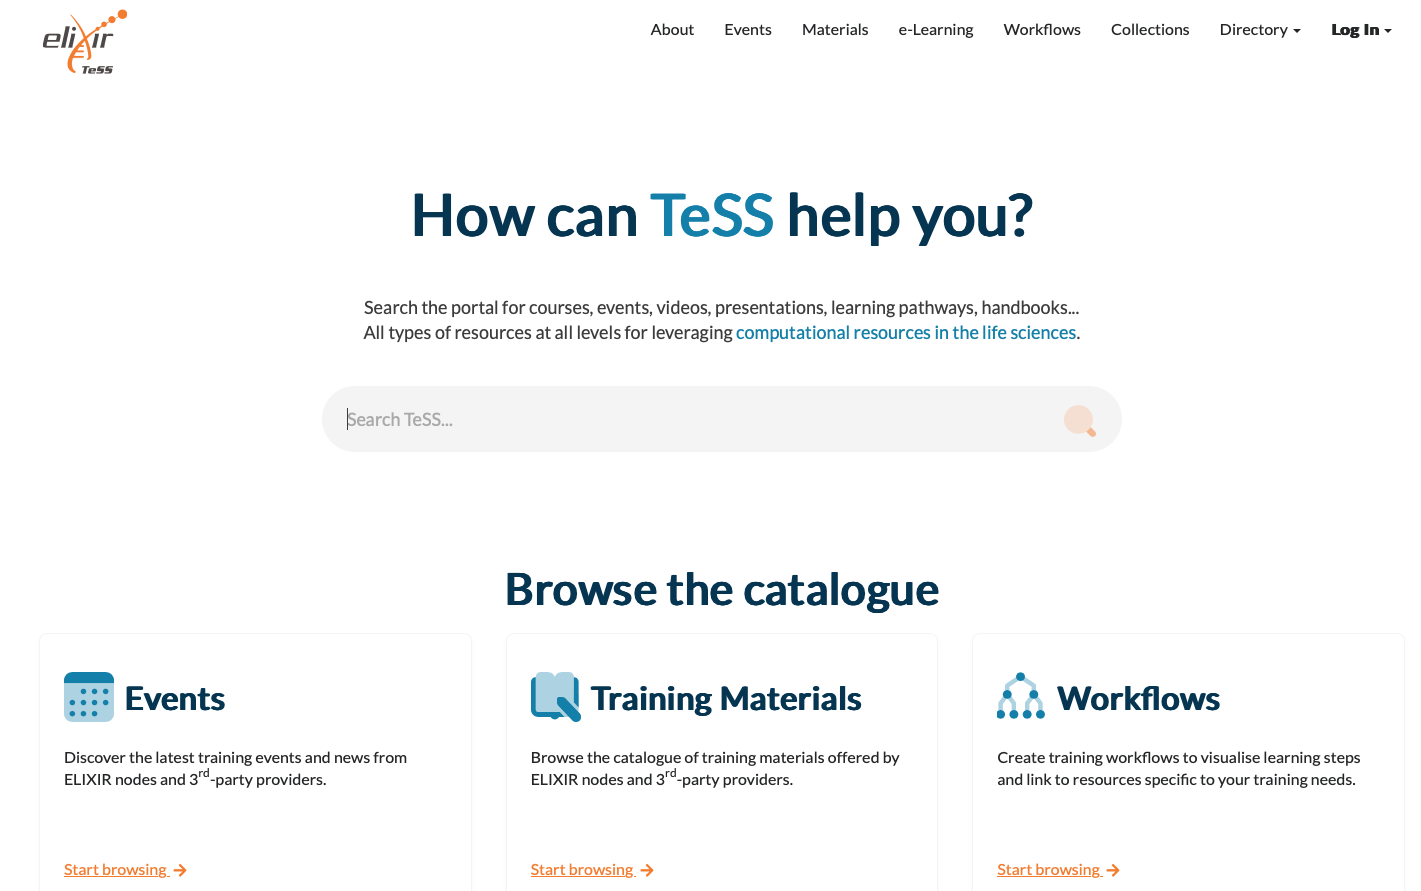 elixir
TeSS
About
Events
Materials
e-Learning
Workflows
Collections
Directory
Log In
How can TeSS help you?
Search the portal for courses, events, videos, presentations, learning pathways, handbooks...
All types of resources at all levels for leveraging computational resources in the life sciences.
Search TeSS...
Browse the catalogue
Events
Discover the latest training events and news from
ELIXIR nodes and 3rd-party providers.
Start browsing
Training Materials
Browse the catalogue of training materials offered by
ELIXIR nodes and 3rd-party providers.
Start browsing
Workflows
Create training workflows to visualise learning steps
and link to resources specific to your training needs.
Start browsing